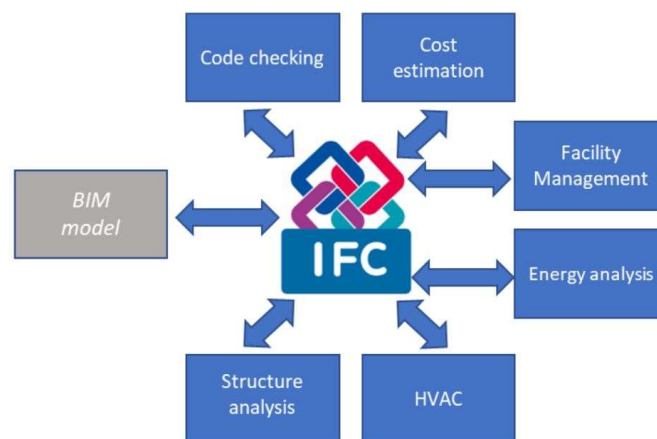 Code checking
Cost
estimation
Facility
Management
BIM
model
IFC
Energy analysis
Structure
analysis
HVAC